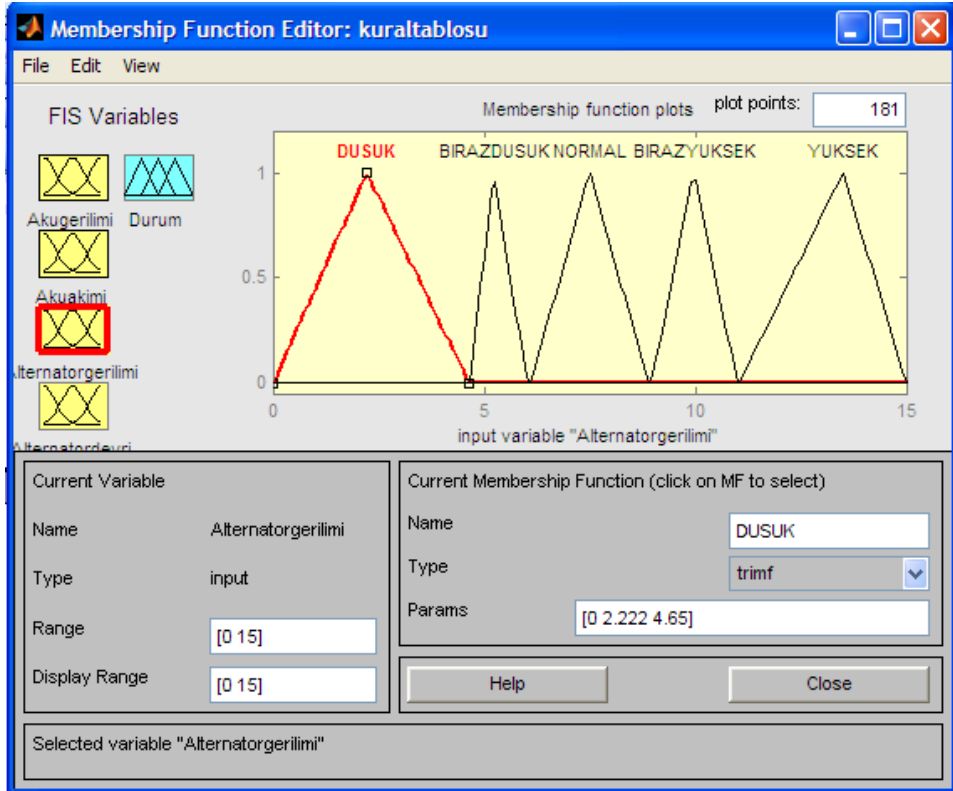 Membership Function Editor: kuraltablosu
File Edit View
FIS Variables
Akugerilimi Durum
Akuakimi
lternatorgerilimi
Alternatordevri
Membership function plots plot points: 181
DUSUK BIRAZDUSUK NORMAL BIRAZYUKSEK YUKSEK
1
0.5
0
0 5 10 15
input variable "Alternatorgerilimi"
Current Variable
Name Alternatorgerilimi
Type input
Range [0 15]
Display Range [0 15]
Current Membership Function (click on MF to select)
Name DUSUK
Type trimf
Params [0 2.222 4.65]
Help Close
Selected variable "Alternatorgerilimi"